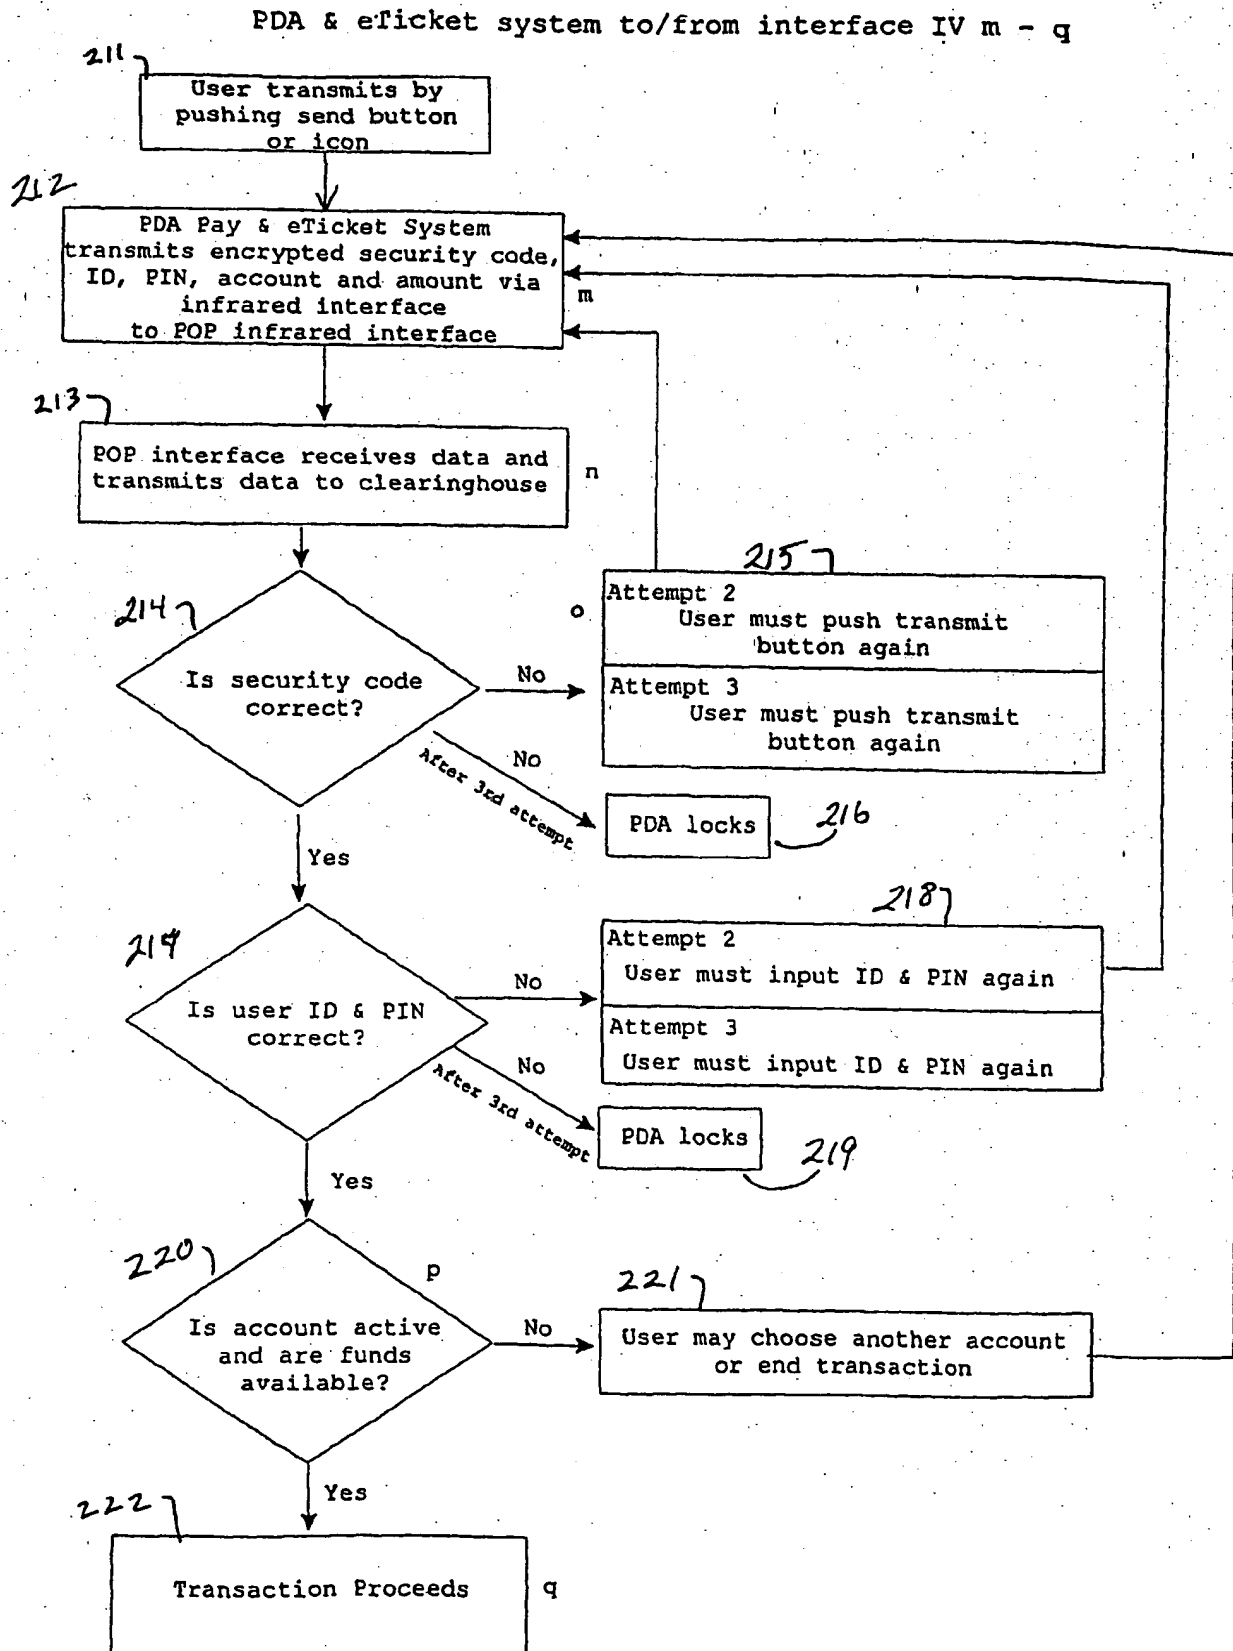 PDA & eTicket system to/from interface IV m - q
211
User transmits by
pushing send button
or icon
212
PDA Pay & eTicket System
transmits encrypted security code,
ID, PIN, account and amount via
infrared interface
to POP infrared interface
m
213
POP interface receives data and
transmits data to clearinghouse
n
214
Is security code
correct?
No
o
215
Attempt 2
User must push transmit
button again
Attempt 3
User must push transmit
button again
No
After 3rd attempt
PDA locks
216
Yes
Is user ID & PIN
correct?
No
218
Attempt 2
User must input ID & PIN again
Attempt 3
User must input ID & PIN again
No
After 3rd attempt
PDA locks
219
Yes
220
p
Is account active
and are funds
available?
No
221
User may choose another account
or end transaction
Yes
222
Transaction Proceeds
q